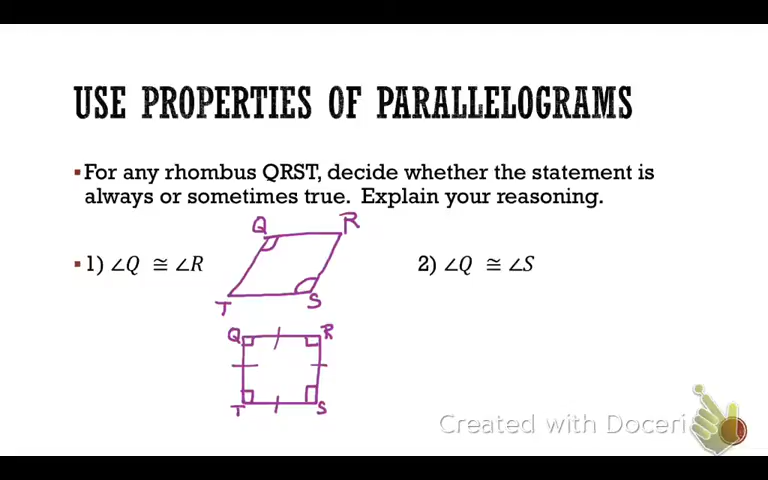 USE PROPERTIES OF PARALLELOGRAMS
▪For any rhombus QRST, decide whether the statement is
always or sometimes true. Explain your reasoning.
Q R
▪1) ∠Q ≅ ∠R
2) ∠Q ≅ ∠S
T S
Q R
T S
Created with Doceri